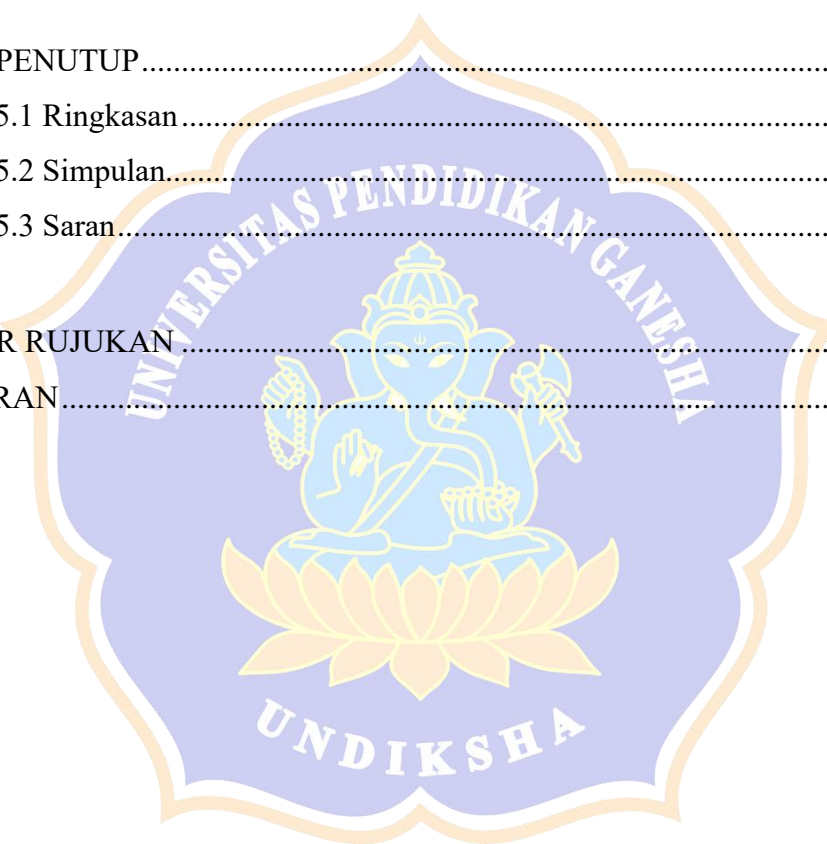 PENUTUP..........................................................................................
5.1 Ringkasan.....................................................................................
5.2 Simpulan.......................................................................................
5.3 Saran.............................................................................................
R RUJUKAN .....................................................................................
RAN...................................................................................................
UNIVERSITAS PENDIDIKAN GANESHA
UNDIKSHA